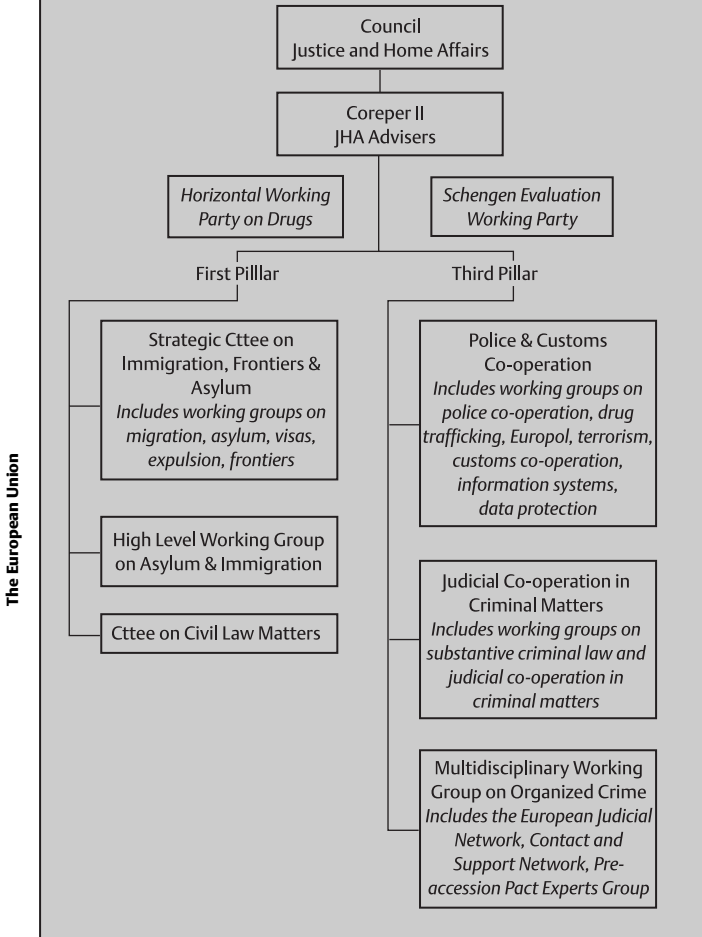 Council
Justice and Home Affairs
Coreper II
JHA Advisers
Horizontal Working
Party on Drugs
Schengen Evaluation
Working Party
First Pilllar
Third Pillar
Strategic Cttee on
Immigration, Frontiers &
Asylum
Includes working groups on
migration, asylum, visas,
expulsion, frontiers
High Level Working Group
on Asylum & Immigration
Cttee on Civil Law Matters
Police & Customs
Co-operation
Includes working groups on
police co-operation, drug
trafficking, Europol, terrorism,
customs co-operation,
information systems,
data protection
Judicial Co-operation in
Criminal Matters
Includes working groups on
substantive criminal law and
judicial co-operation in
criminal matters
Multidisciplinary Working
Group on Organized Crime
Includes the European Judicial
Network, Contact and
Support Network, Pre-
accession Pact Experts Group
The European Union